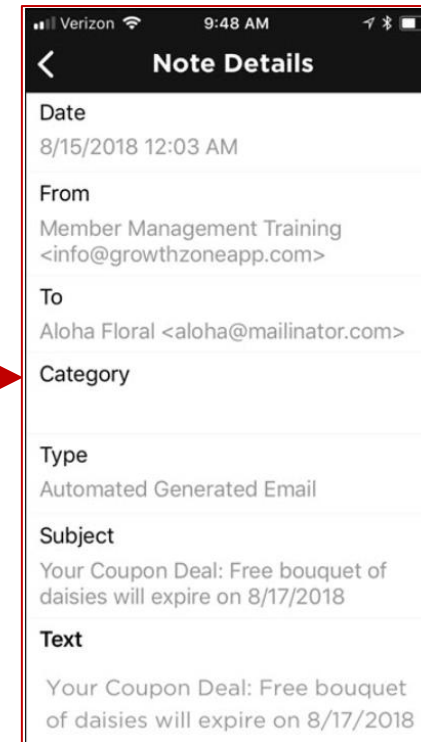 Verizon 9:48 AM
Note Details
Date
8/15/2018 12:03 AM
From
Member Management Training
<info@growthzoneapp.com>
To
Aloha Floral <aloha@mailinator.com>
Category
Type
Automated Generated Email
Subject
Your Coupon Deal: Free bouquet of
daisies will expire on 8/17/2018
Text
Your Coupon Deal: Free bouquet
of daisies will expire on 8/17/2018